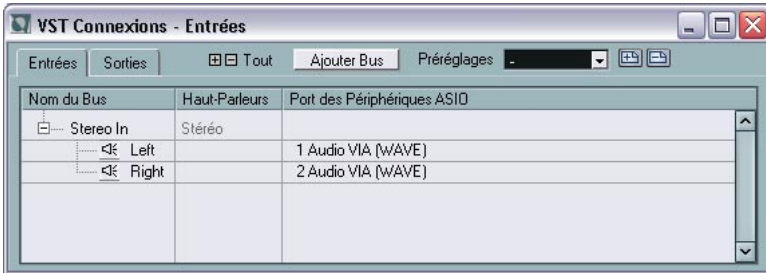 VST Connexions - Entrées
Entrées Sorties Tout Ajouter Bus Préréglages -
Nom du Bus Haut-Parleurs Port des Périphériques ASIO
Stereo In Stéréo
Left 1 Audio VIA (WAVE)
Right 2 Audio VIA (WAVE)